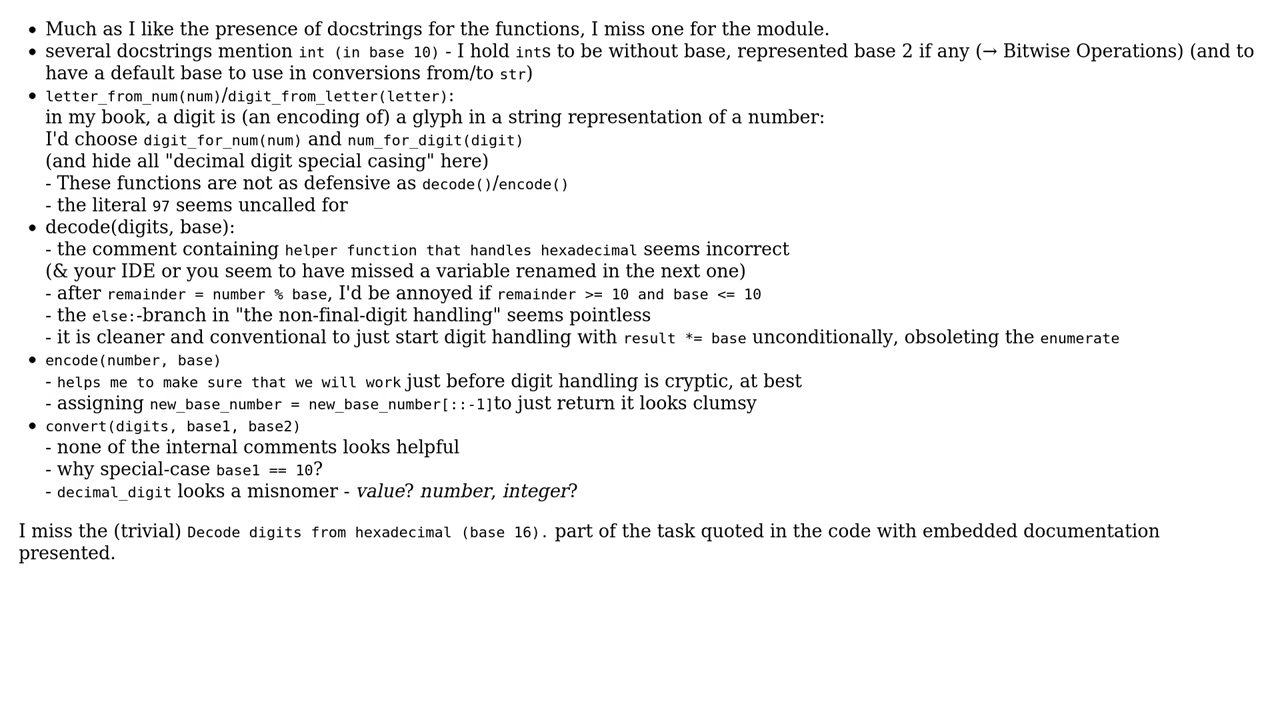 • Much as I like the presence of docstrings for the functions, I miss one for the module.
• several docstrings mention int (in base 10) - I hold ints to be without base, represented base 2 if any (→ Bitwise Operations) (and to
have a default base to use in conversions from/to str)
• letter_from_num(num)/digit_from_letter(letter):
in my book, a digit is (an encoding of) a glyph in a string representation of a number:
I'd choose digit_for_num(num) and num_for_digit(digit)
(and hide all "decimal digit special casing" here)
- These functions are not as defensive as decode()/encode()
- the literal 97 seems uncalled for
• decode(digits, base):
- the comment containing helper function that handles hexadecimal seems incorrect
(& your IDE or you seem to have missed a variable renamed in the next one)
- after remainder = number % base, I'd be annoyed if remainder >= 10 and base <= 10
- the else:-branch in "the non-final-digit handling" seems pointless
- it is cleaner and conventional to just start digit handling with result *= base unconditionally, obsoleting the enumerate
• encode(number, base)
- helps me to make sure that we will work just before digit handling is cryptic, at best
- assigning new_base_number = new_base_number[::-1]to just return it looks clumsy
• convert(digits, base1, base2)
- none of the internal comments looks helpful
- why special-case base1 == 10?
- decimal_digit looks a misnomer - value? number, integer?
I miss the (trivial) Decode digits from hexadecimal (base 16). part of the task quoted in the code with embedded documentation
presented.